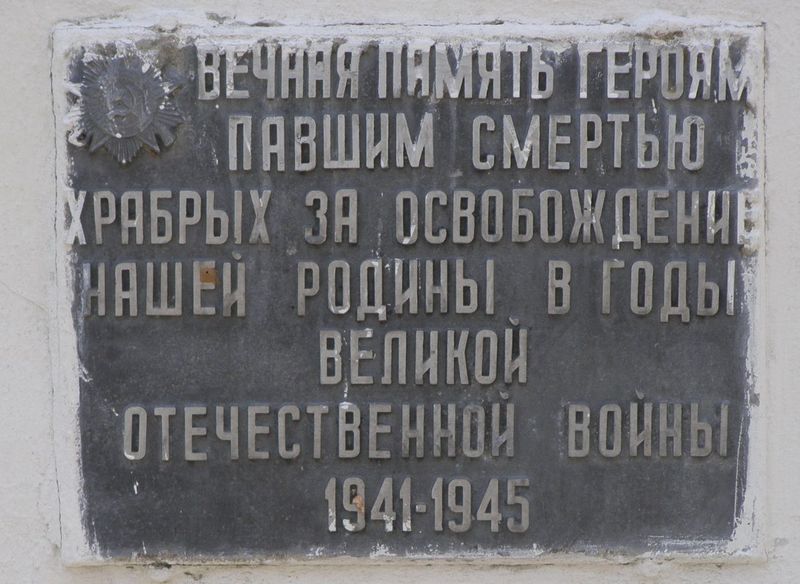 ВЕЧНАЯ ПАМЯТЬ ГЕРОЯМ
ПАВШИМ СМЕРТЬЮ
ХРАБРЫХ ЗА ОСВОБОЖДЕНИЕ
НАШЕЙ РОДИНЫ В ГОДЫ
ВЕЛИКОЙ
ОТЕЧЕСТВЕННОЙ ВОЙНЫ
1941-1945